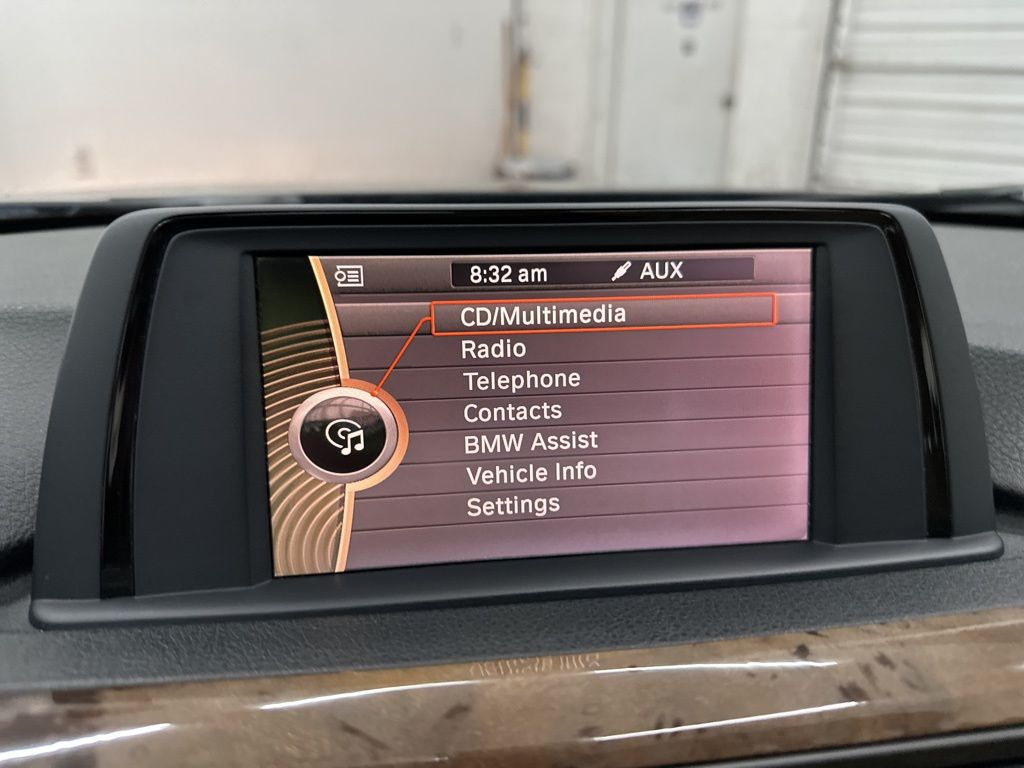 8:32 am AUX
CD/Multimedia
Radio
Telephone
Contacts
BMW Assist
Vehicle Info
Settings